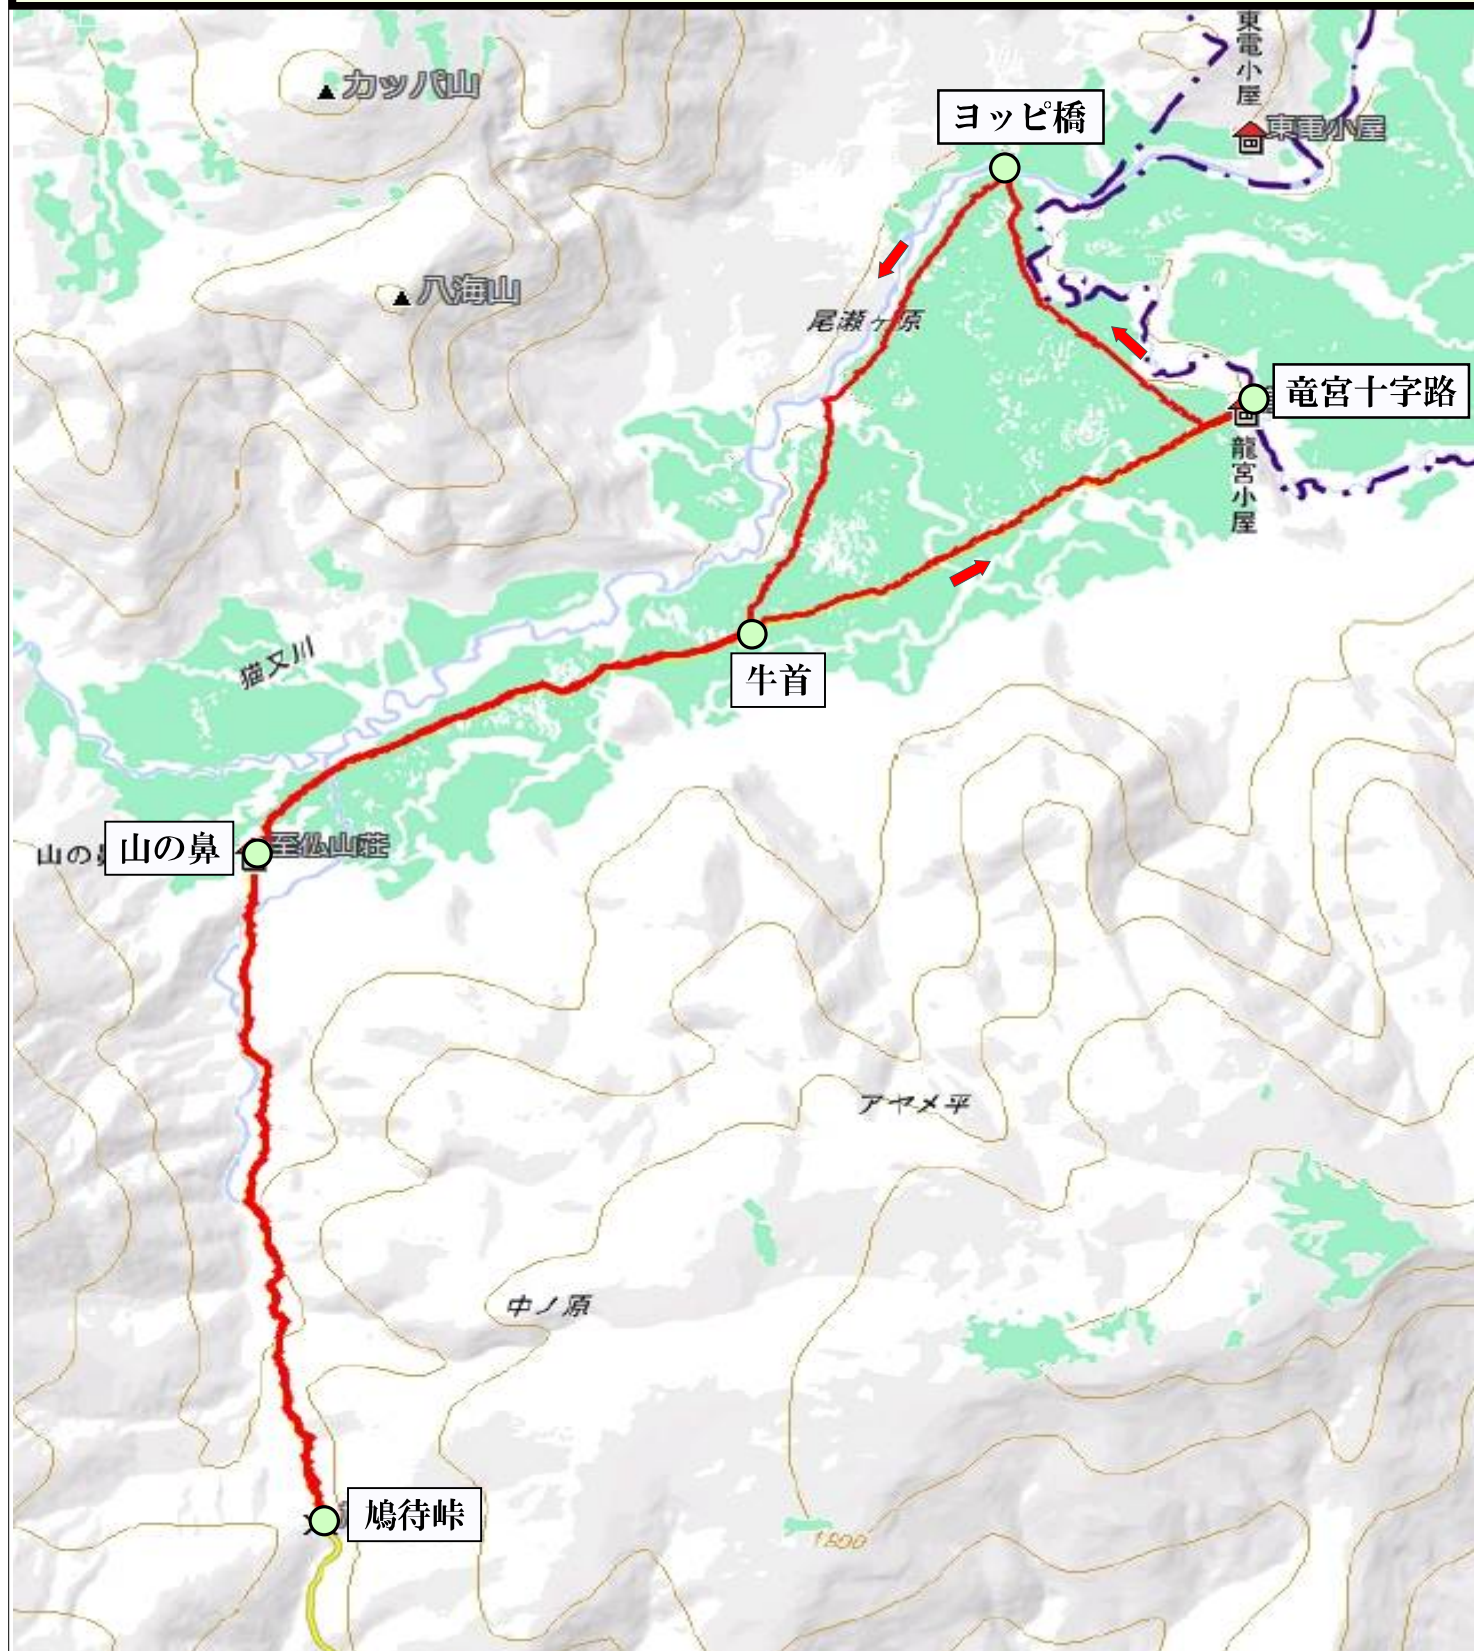 東電小屋
カッパ山
ヨッピ橋
東電小屋
八海山
尾瀬ヶ原
竜宮十字路
龍宮小屋
猫又川
牛首
山の鼻
山の
至仏山荘
アヤメ平
中ノ原
鳩待峠
1800